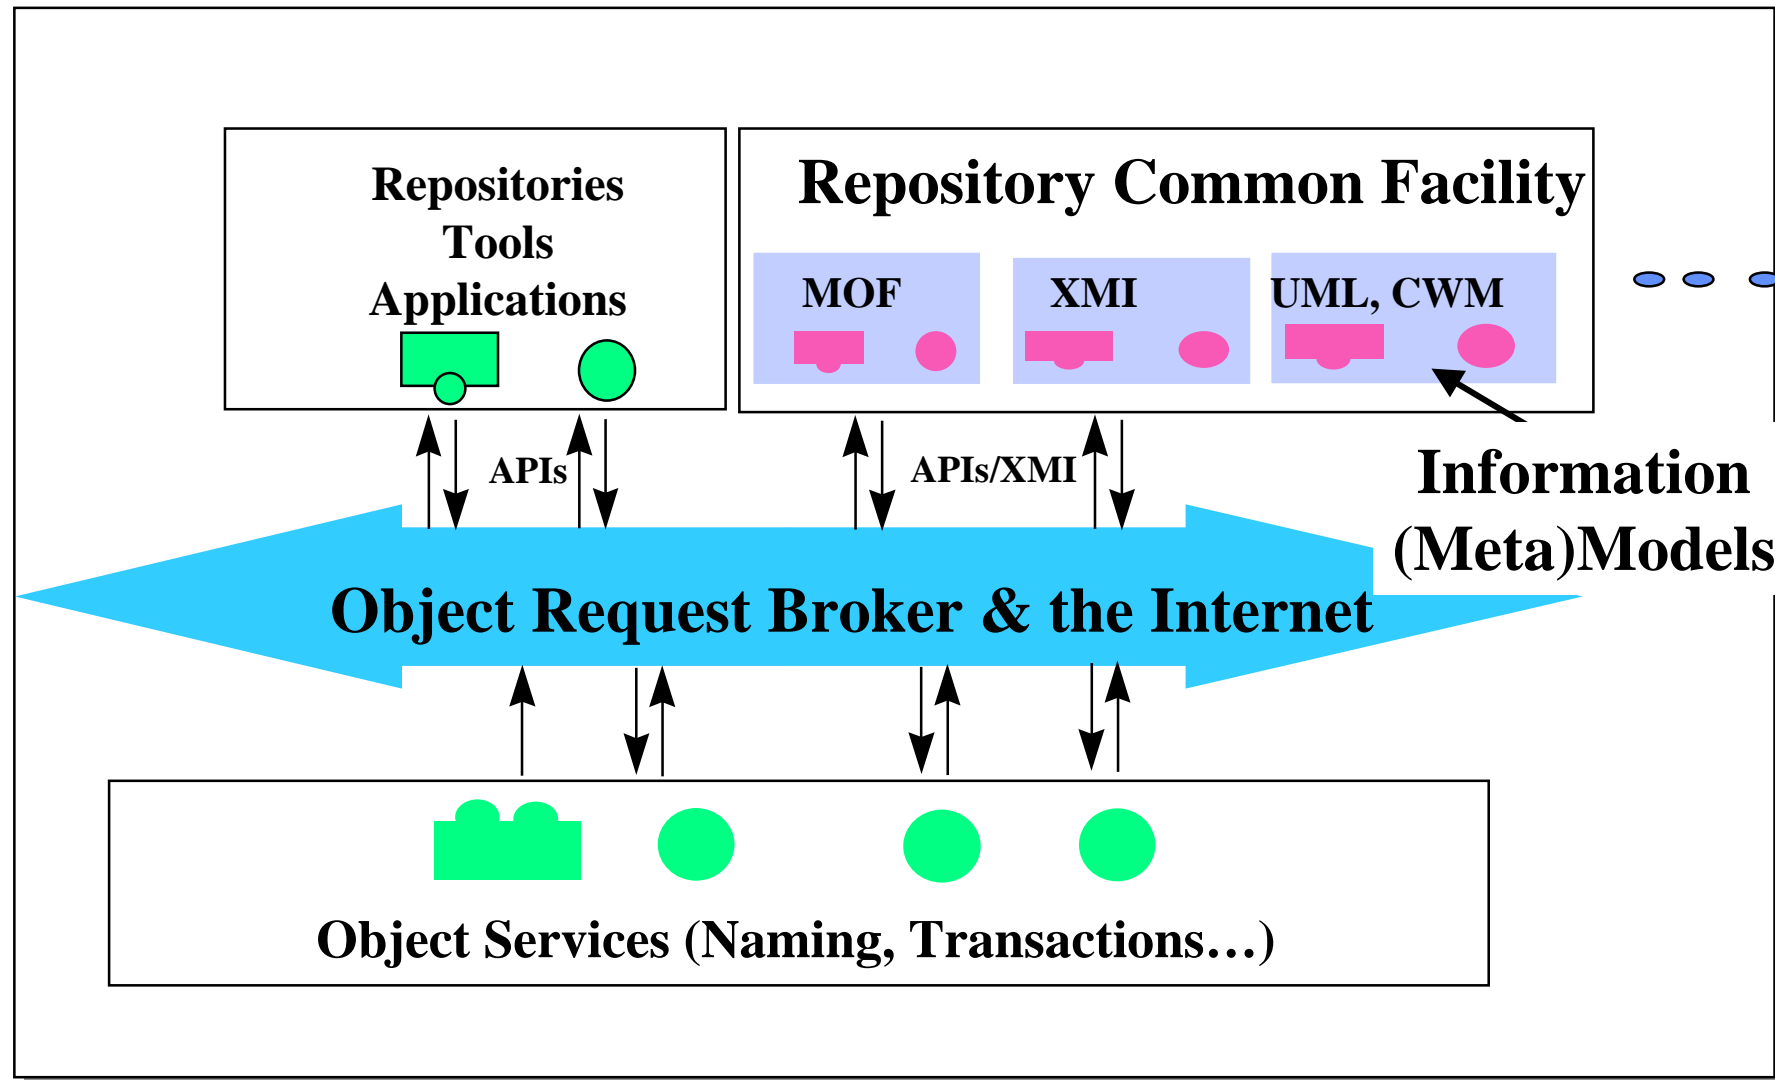 Repositories
Tools
Applications
Repository Common Facility
MOF
XMI
UML, CWM
APIs
APIs/XMI
Information
(Meta)Models
Object Request Broker & the Internet
Object Services (Naming, Transactions…)